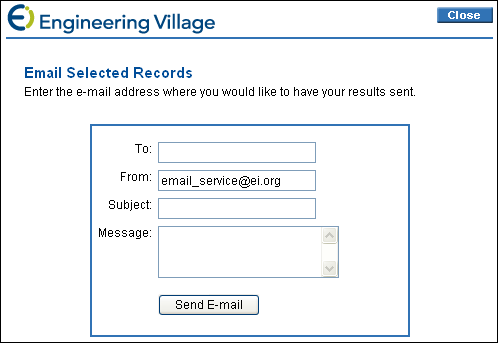 Ei Engineering Village
Close
Email Selected Records
Enter the e-mail address where you would like to have your results sent.
To:
From: email_service@ei.org
Subject:
Message:
Send E-mail